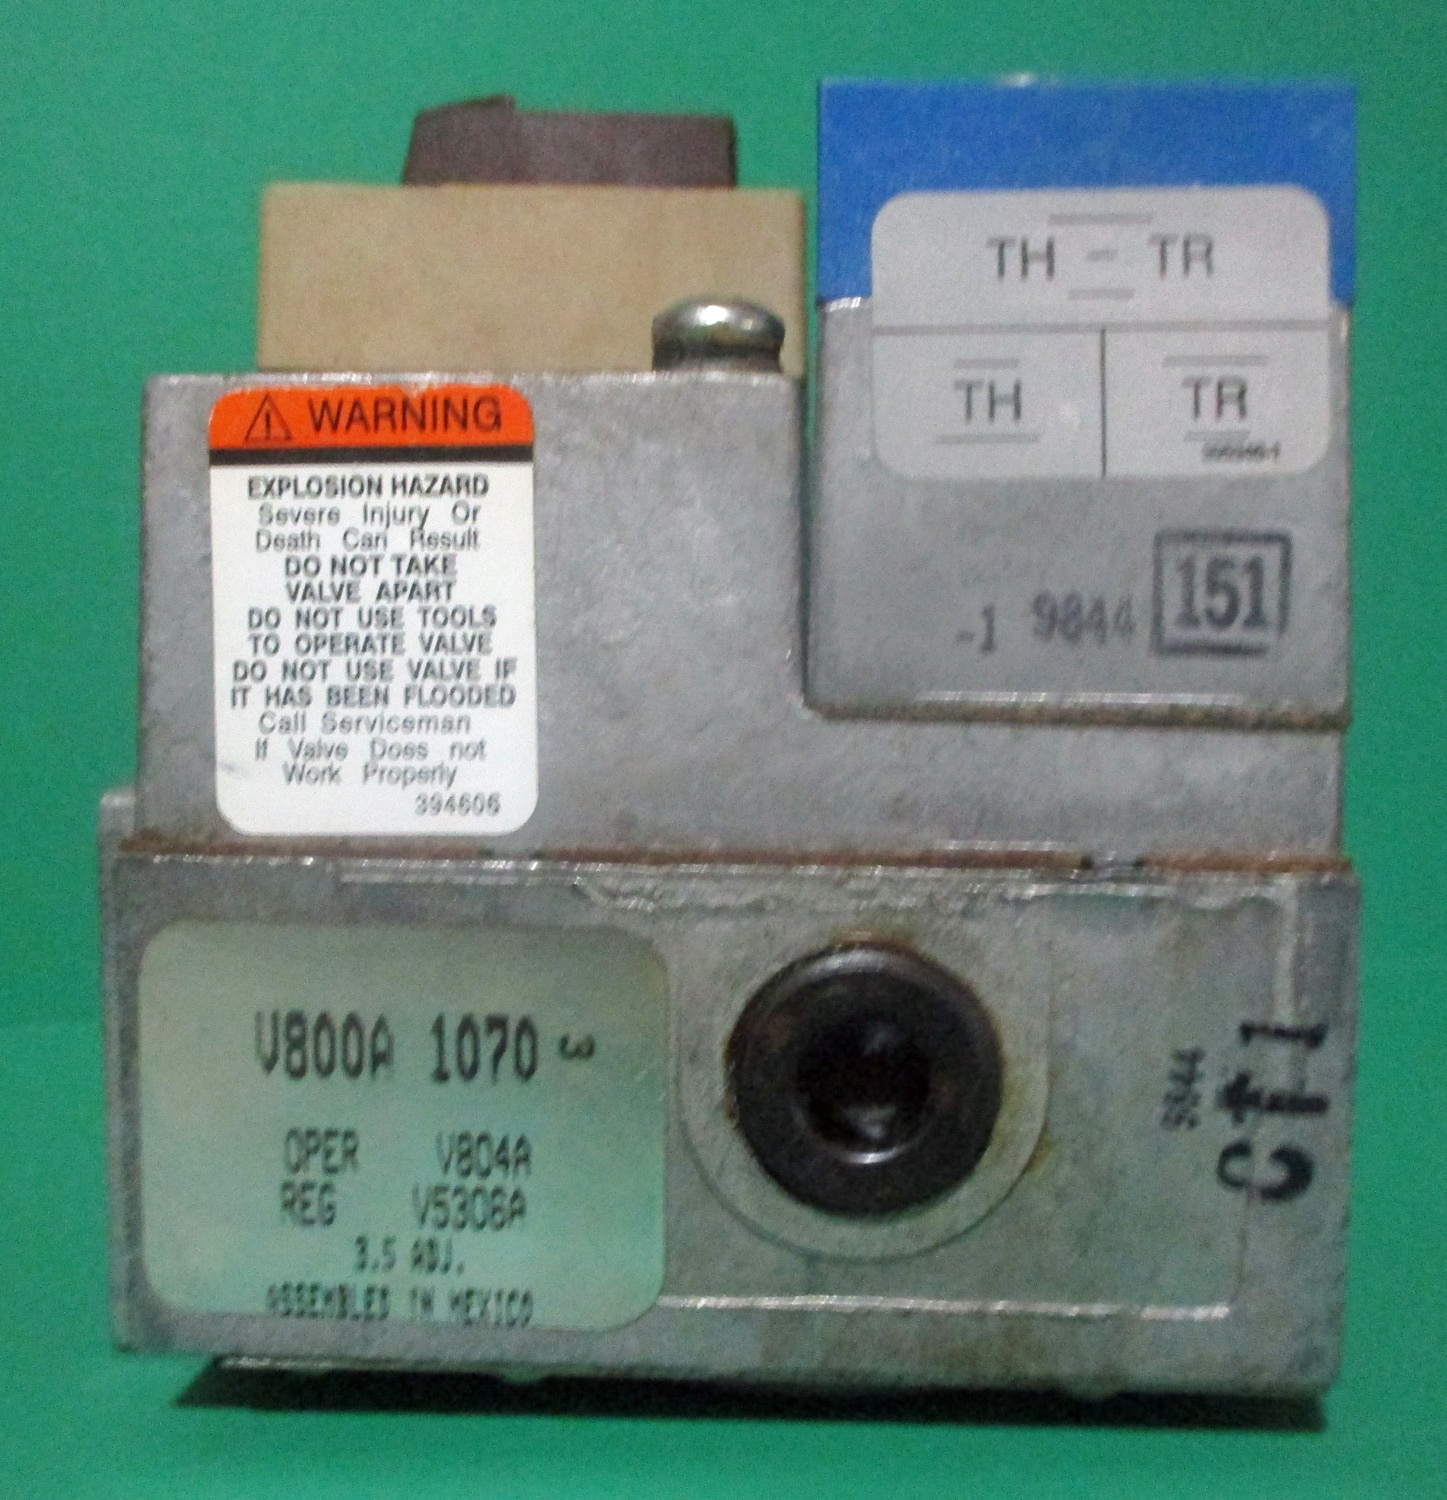 TH - TR
TH TR
WARNING
EXPLOSION HAZARD
Severe Injury Or
Death Can Result
DO NOT TAKE
VALVE APART
DO NOT USE TOOLS
TO OPERATE VALVE
DO NOT USE VALVE IF
IT HAS BEEN FLOODED
Call Serviceman
If Valve Does not
Work Properly
394606
-1 9844 151
V800A 1070 3
OPER V804A
REG V5306A
3.5 ADJ.
ASSEMBLED IN MEXICO
9844